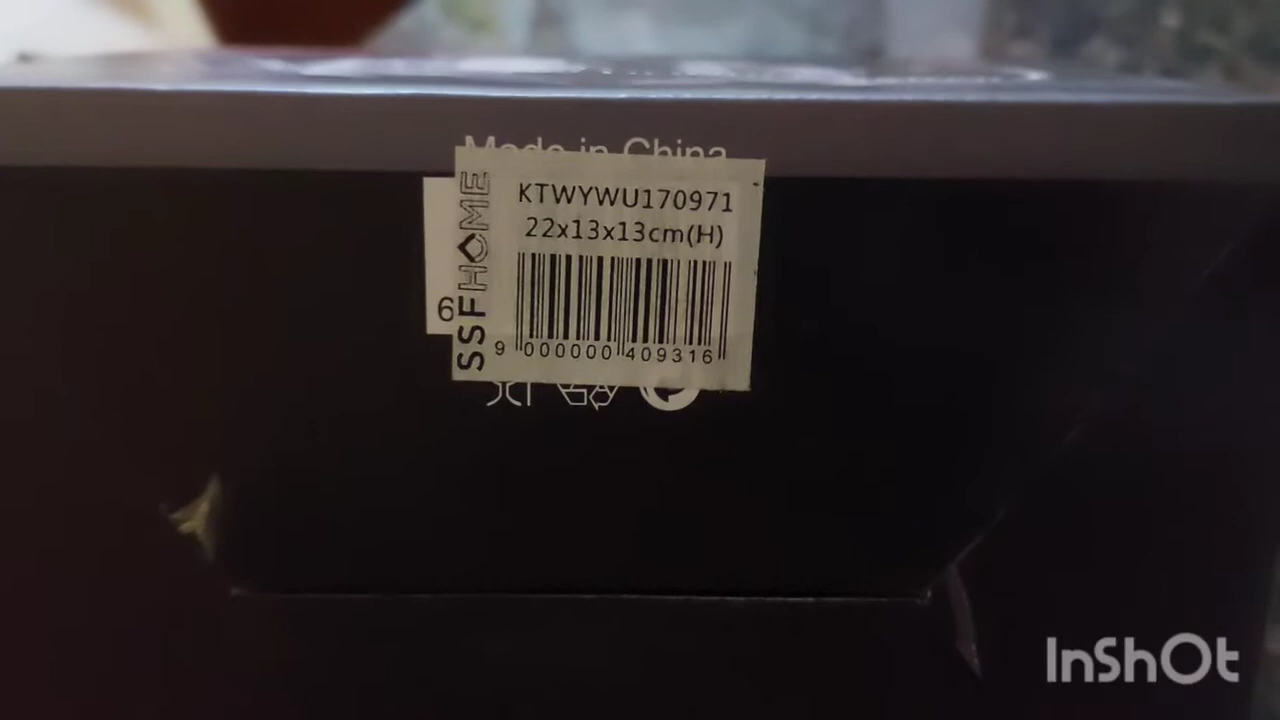 Made in China
KTWYWU170971
22x13x13cm(H)
SSFHOME
6
9 000000 409316
InShOt